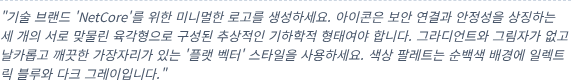 "기술 브랜드 'NetCore'를 위한 미니멀한 로고를 생성하세요. 아이콘은 보안 연결과 안정성을 상징하는
세 개의 서로 맞물린 육각형으로 구성된 추상적인 기하학적 형태여야 합니다. 그라디언트와 그림자가 없고
날카롭고 깨끗한 가장자리가 있는 '플랫 벡터' 스타일을 사용하세요. 색상 팔레트는 순백색 배경에 일렉트
릭 블루와 다크 그레이입니다."